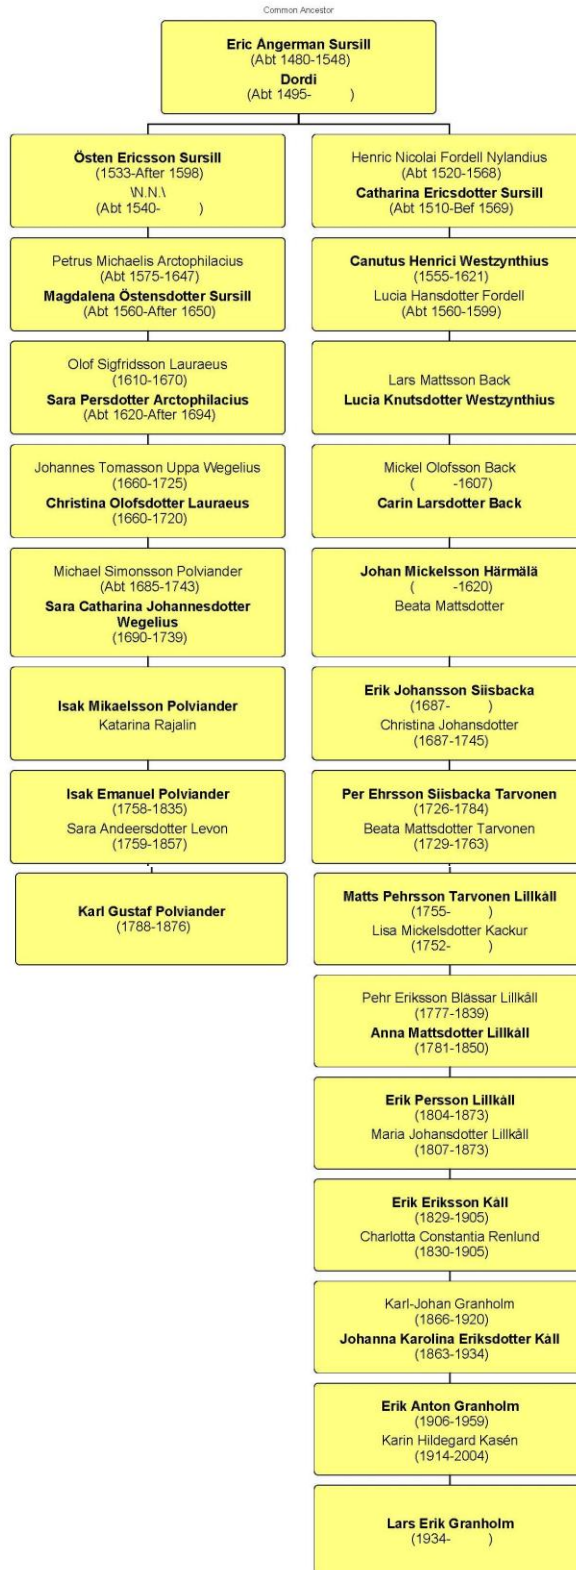 Common Ancestor
Eric Ångerman Sursill
(Abt 1480-1548)
Dordi
(Abt 1495- )
Östen Ericsson Sursill
(1533-After 1598)
\N.N.\
(Abt 1540- )
Petrus Michaelis Arctophilacius
(Abt 1575-1647)
Magdalena Östensdotter Sursill
(Abt 1560-After 1650)
Olof Sigfridsson Lauraeus
(1610-1670)
Sara Persdotter Arctophilacius
(Abt 1620-After 1694)
Johannes Tomasson Uppa Wegelius
(1660-1725)
Christina Olofsdotter Lauraeus
(1660-1720)
Michael Simonsson Polviander
(Abt 1685-1743)
Sara Catharina Johannesdotter
Wegelius
(1690-1739)
Isak Mikaelsson Polviander
Katarina Rajalin
Isak Emanuel Polviander
(1758-1835)
Sara Andeersdotter Levon
(1759-1857)
Karl Gustaf Polviander
(1788-1876)
Henric Nicolai Fordell Nylandius
(Abt 1520-1568)
Catharina Ericsdotter Sursill
(Abt 1510-Bef 1569)
Canutus Henrici Westzynthius
(1555-1621)
Lucia Hansdotter Fordell
(Abt 1560-1599)
Lars Mattsson Back
Lucia Knutsdotter Westzynthius
Mickel Olofsson Back
( -1607)
Carin Larsdotter Back
Johan Mickelsson Härmälä
( -1620)
Beata Mattsdotter
Erik Johansson Siisbacka
(1687- )
Christina Johansdotter
(1687-1745)
Per Ehrsson Siisbacka Tarvonen
(1726-1784)
Beata Mattsdotter Tarvonen
(1729-1763)
Matts Pehrsson Tarvonen Lillkåll
(1755- )
Lisa Mickelsdotter Kackur
(1752- )
Pehr Eriksson Blässar Lillkåll
(1777-1839)
Anna Mattsdotter Lillkåll
(1781-1850)
Erik Persson Lillkåll
(1804-1873)
Maria Johansdotter Lillkåll
(1807-1873)
Erik Eriksson Kåll
(1829-1905)
Charlotta Constantia Renlund
(1830-1905)
Karl-Johan Granholm
(1866-1920)
Johanna Karolina Eriksdotter Kåll
(1863-1934)
Erik Anton Granholm
(1906-1959)
Karin Hildegard Kasén
(1914-2004)
Lars Erik Granholm
(1934- )